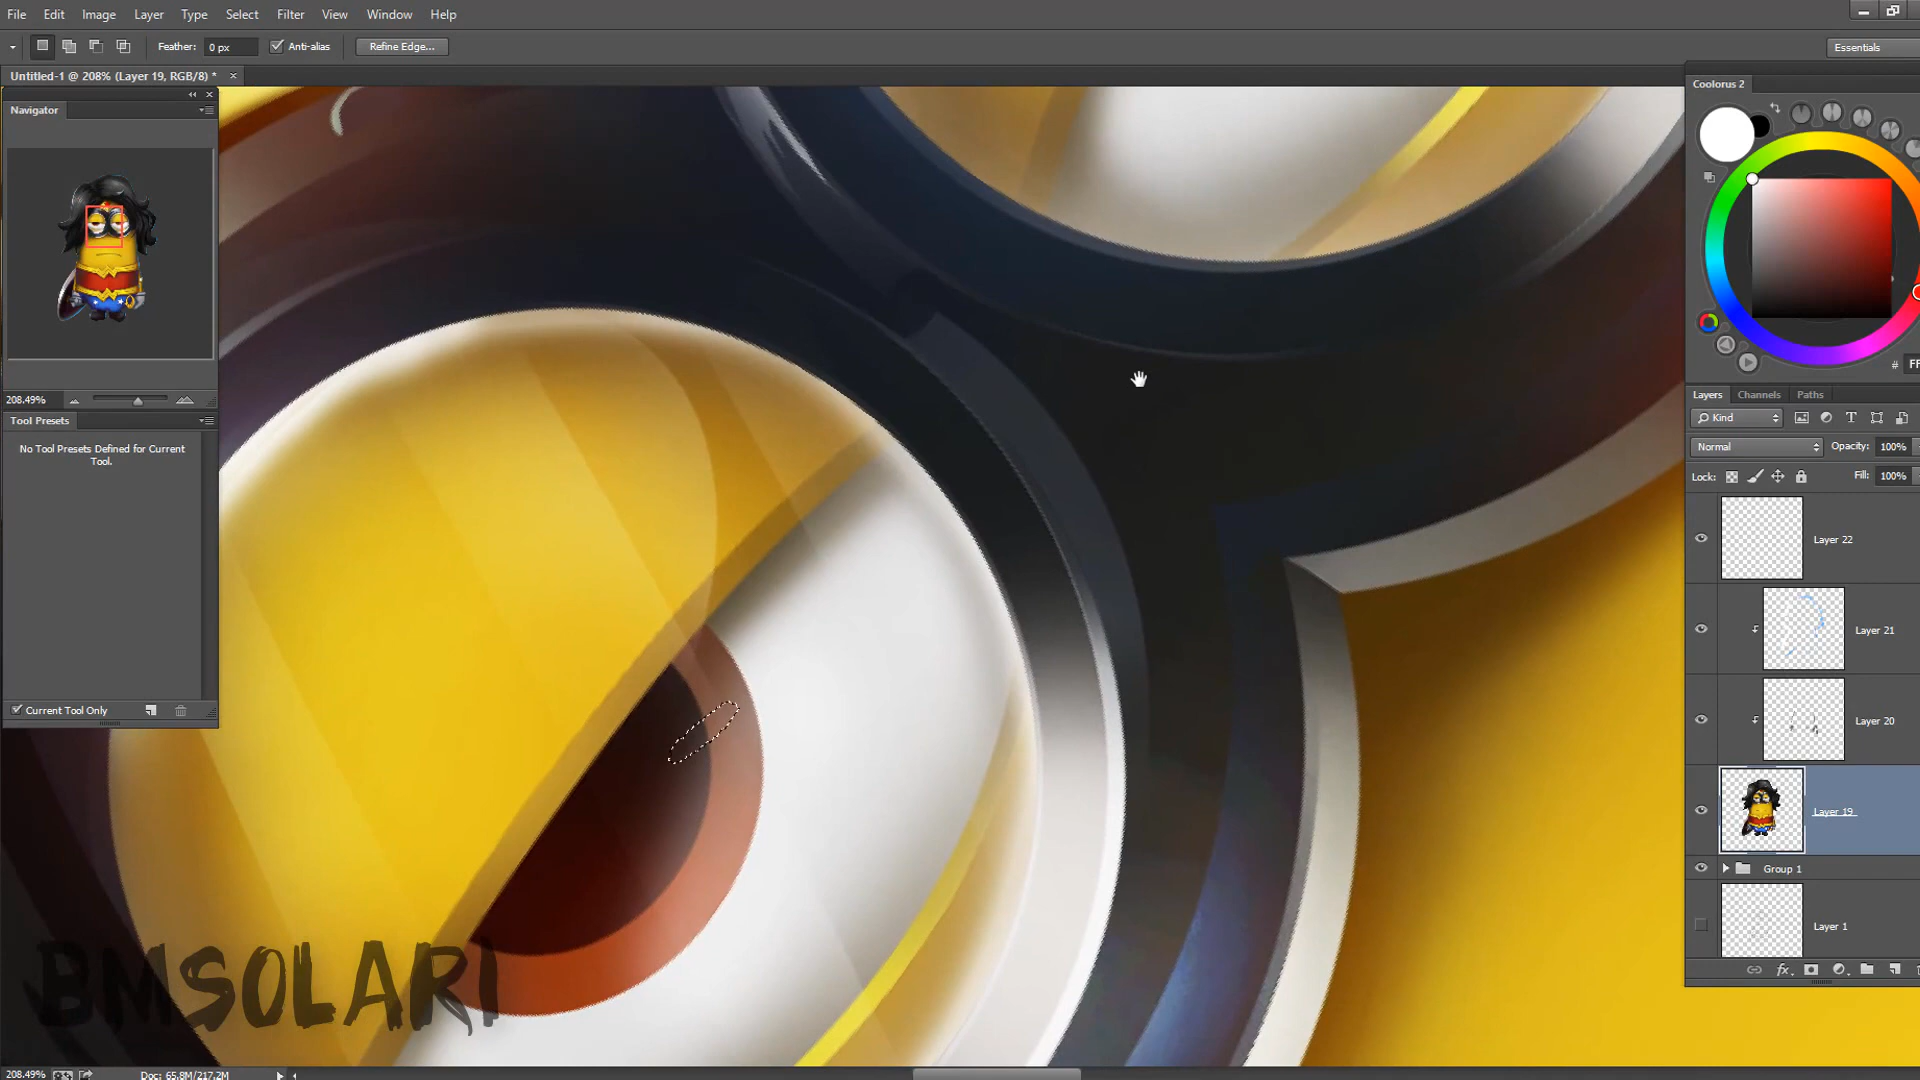 File Edit Image Layer Type Select Filter View Window Help
Feather: 0 px Anti-alias Refine Edge... Essentials
Untitled-1 @ 208% (Layer 19, RGB/8) *
Navigator
208.49%
Tool Presets
No Tool Presets Defined for Current
Tool.
Current Tool Only
Coolorus 2
# FF
Layers Channels Paths
Kind
Normal Opacity: 100%
Lock: Fill: 100%
Layer 22
Layer 21
Layer 20
Layer 19
Group 1
Layer 1
fx
BMSOLARI
208.49% Doc: 65.8M/217.2M